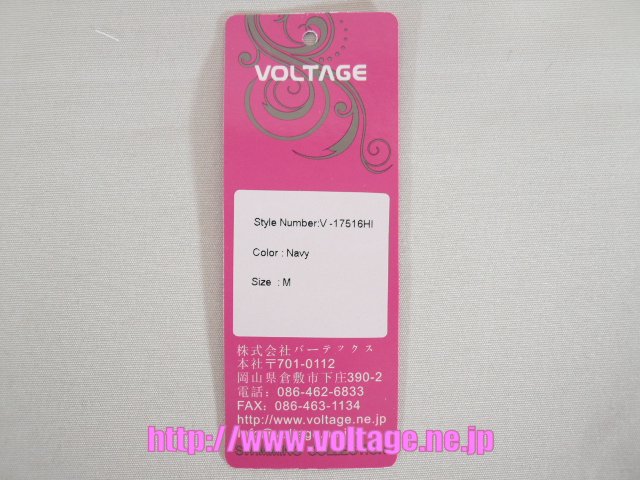 VOLTAGE
Style Number:V -17516HI
Color : Navy
Size : M
株式会社バーテックス
本社〒701-0112
岡山県倉敷市下庄390-2
電話：086-462-6833
FAX：086-463-1134
http://www.voltage.ne.jp
http://www.voltage.ne.jp